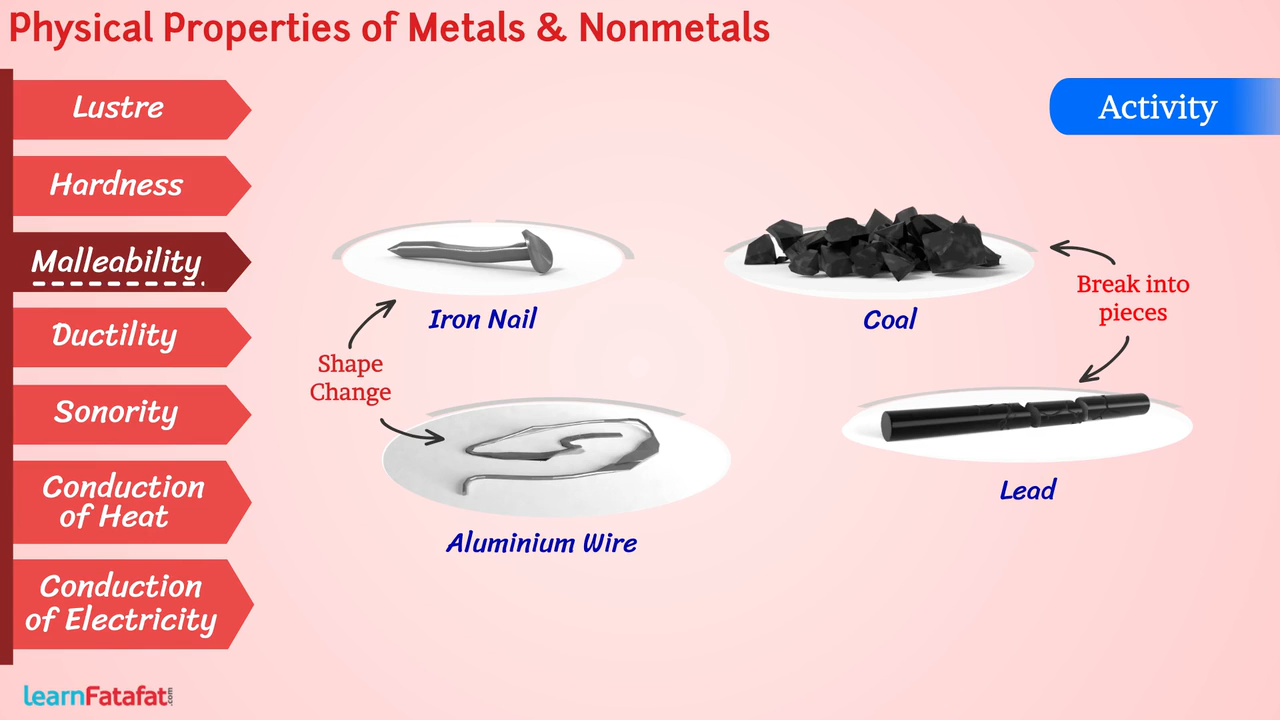 Physical Properties of Metals & Nonmetals
Lustre
Hardness
Malleability
Ductility
Sonority
Conduction
of Heat
Conduction
of Electricity
Activity
Iron Nail
Coal
Break into
pieces
Shape
Change
Lead
Aluminium Wire
learnFatafat.com